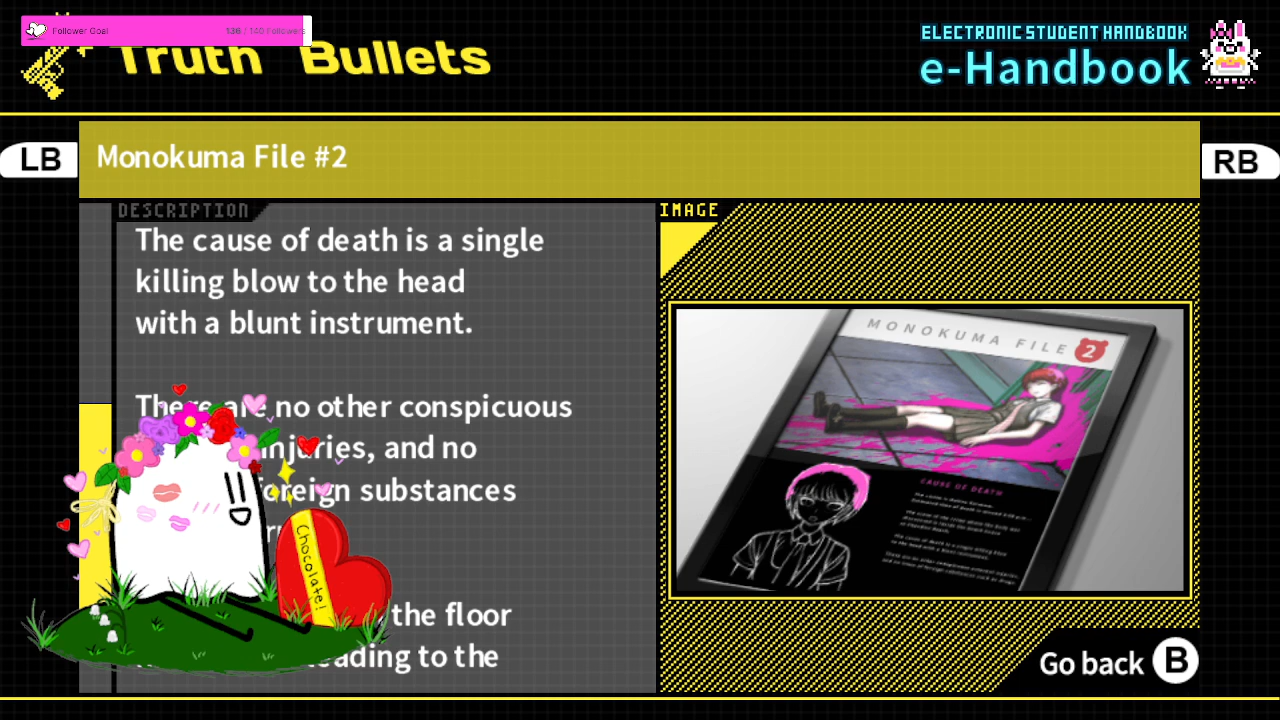 Follower Goal
136 / 140 Followers
Truth Bullets
ELECTRONIC STUDENT HANDBOOK
e-Handbook
LB
Monokuma File #2
RB
DESCRIPTION
The cause of death is a single
killing blow to the head
with a blunt instrument.
There are no other conspicuous
injuries, and no
foreign substances
the floor
leading to the
Chocolate!
IMAGE
MONOKUMA FILE 2
CAUSE OF DEATH
Go back B